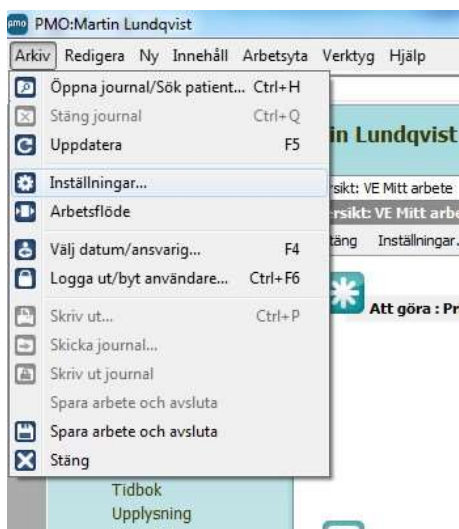 pmo PMO:Martin Lundqvist
Arkiv Redigera Ny Innehåll Arbetsyta Verktyg Hjälp
Öppna journal/Sök patient... Ctrl+H
Stäng journal Ctrl+Q
Uppdatera F5
in Lundqvist
Inställningar...
rsikt: VE Mitt arbete
Arbetsflöde
rsikt: VE Mitt arbe
Välj datum/ansvarig... F4
täng Inställningar.
Logga ut/byt användare... Ctrl+F6
Att göra : Pr
Skriv ut... Ctrl+P
Skicka journal...
Skriv ut journal
Spara arbete och avsluta
Spara arbete och avsluta
Stäng
Tidbok
Upplysning